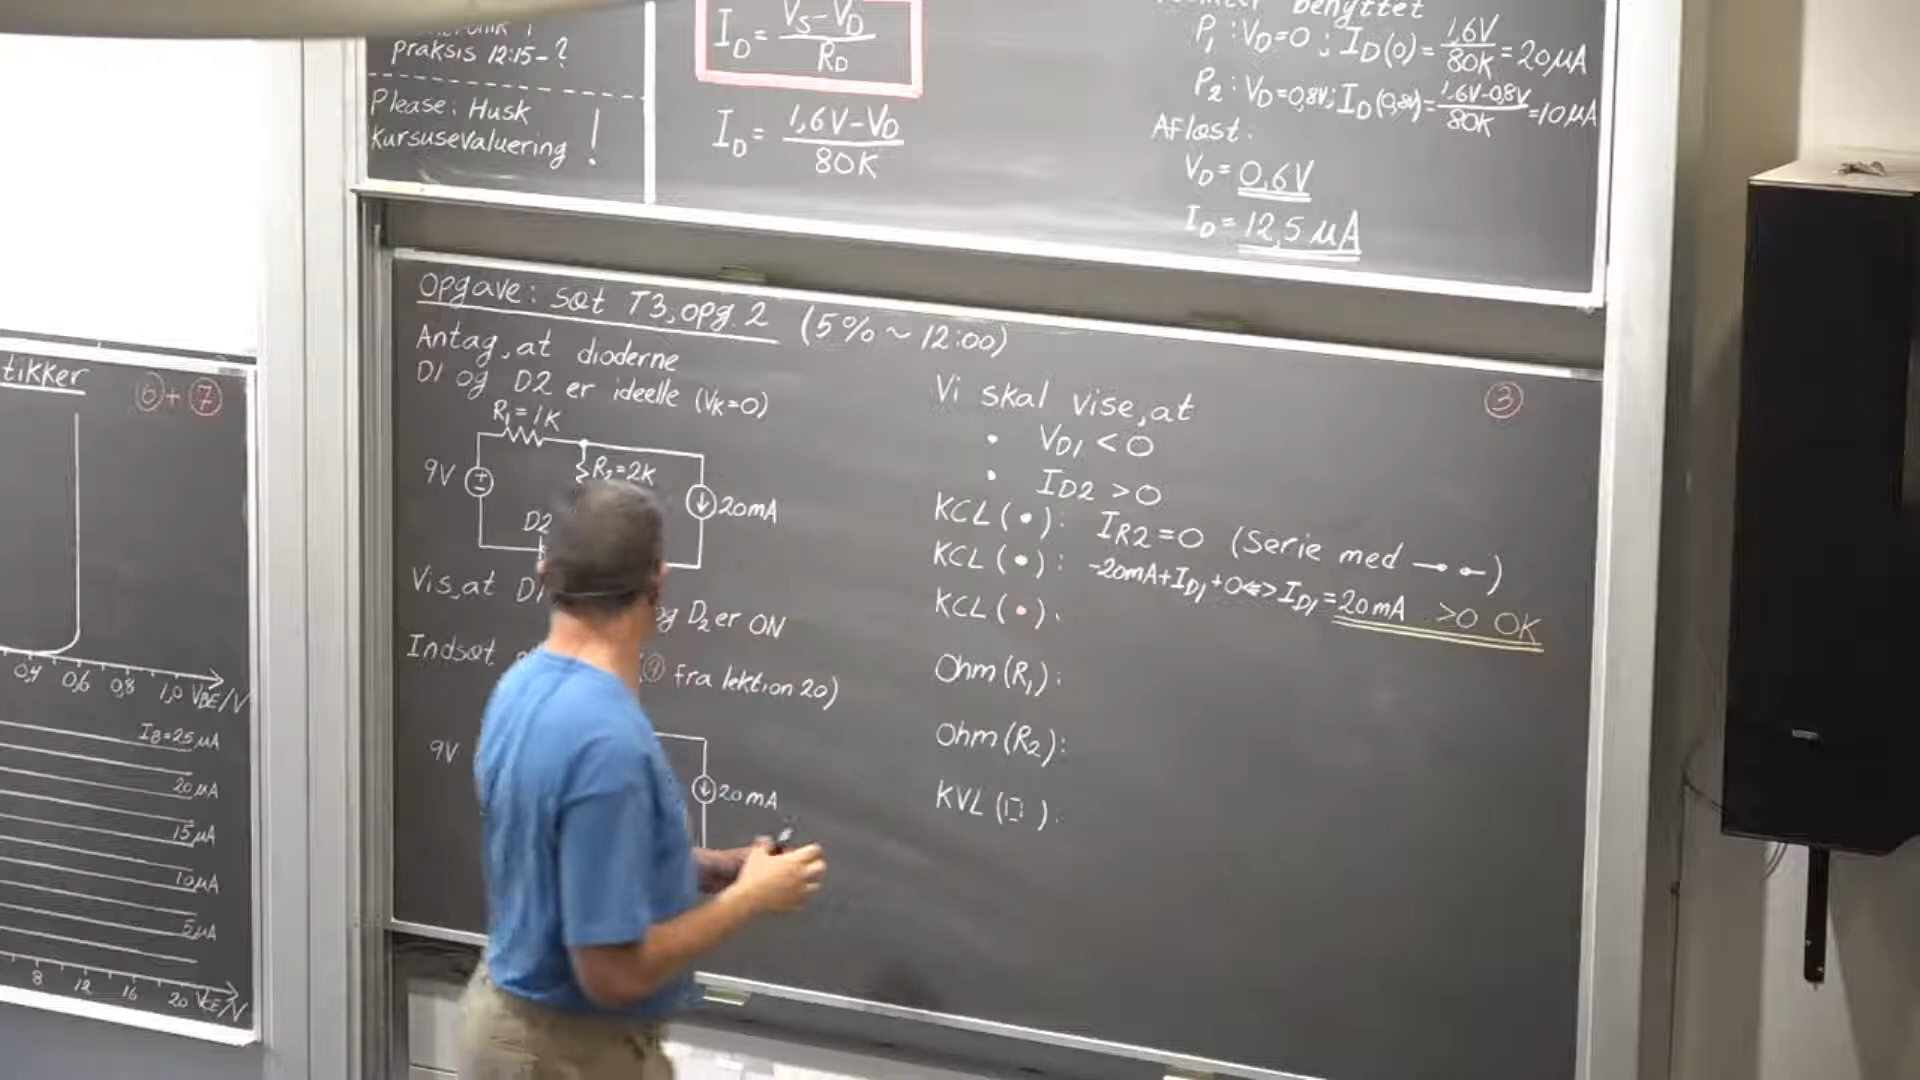 praksis 12:15-?
Please: Husk
kursusevaluering !
I_D = (V_S-V_D)/R_D
I_D = (1,6V-V_D)/80K
benyttet
P_1: V_D=0; I_D(0)= 1,6V/80K = 20μA
P_2: V_D=0,8V; I_D(0,8V)= (1,6V-0,8V)/80K =10μA
Aflæst:
V_D = 0,6V
I_D = 12,5 μA
tikker
6+7
0,4 0,6 0,8 1,0 V_BE/V
I_B=25μA
20μA
15μA
10μA
5μA
8 12 16 20 V_CE/V
Opgave: sæt T3, opg. 2 (5% ~ 12:00)
Antag, at dioderne
D1 og D2 er ideelle (V_K=0)
R_1=1K
R_2=2K
9V
20mA
D2
Vis, at D1 og D_2 er ON
Indsæt fra lektion 20)
9V
20mA
3
Vi skal vise, at
• V_D1 < 0
• I_D2 > 0
KCL (•): I_R2=0 (Serie med
KCL (•): -20mA+I_D1+0<=>I_D1=20mA >0 OK
KCL (•):
Ohm (R_1):
Ohm (R_2):
KVL ( ):